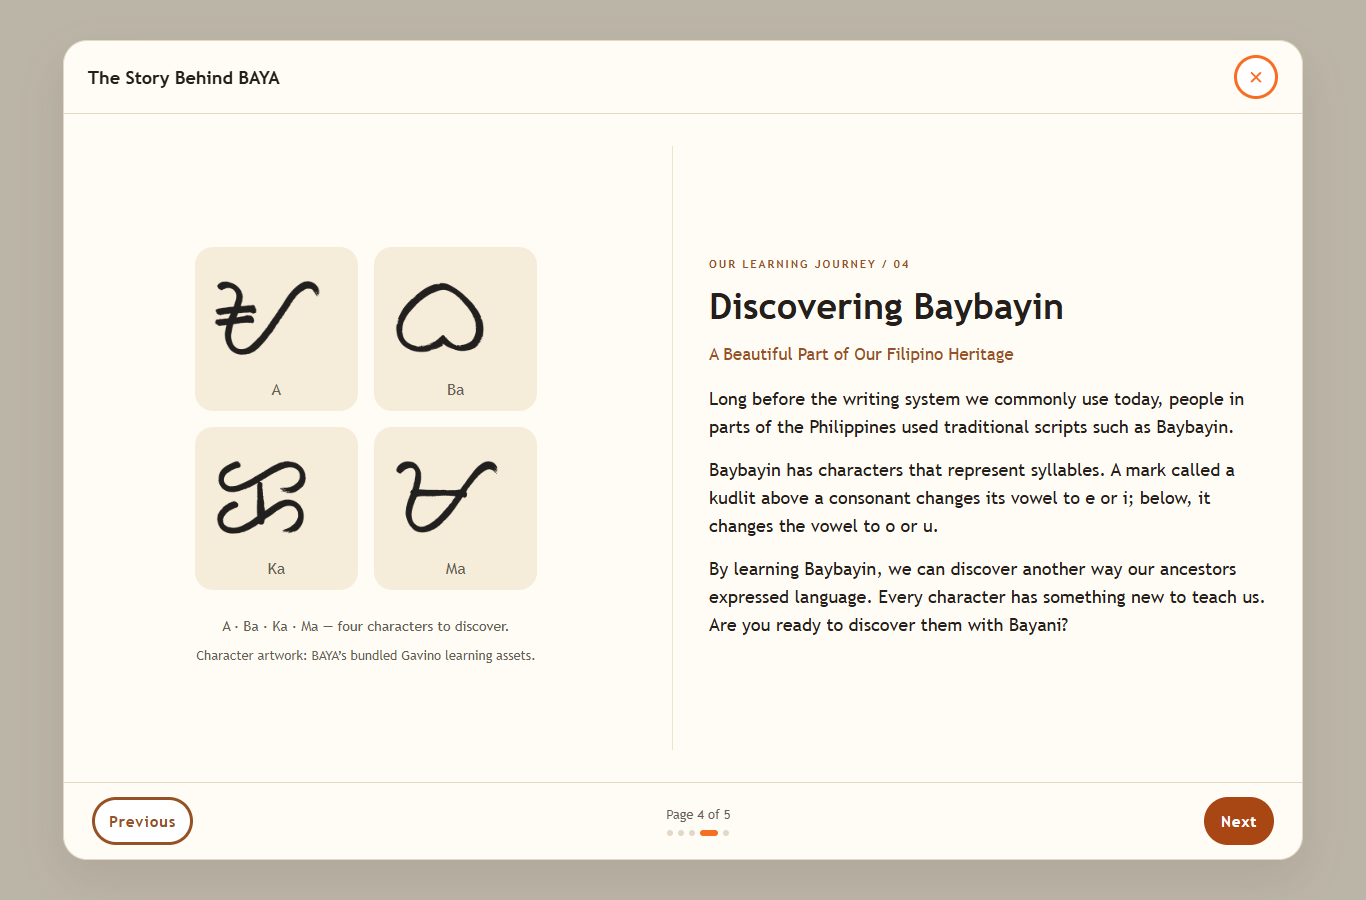 The Story Behind BAYA
ᜀ
ᜊ
A
Ba
ᜃ
ᜋ
Ka
Ma
A · Ba · Ka · Ma — four characters to discover.
Character artwork: BAYA’s bundled Gavino learning assets.
OUR LEARNING JOURNEY / 04
Discovering Baybayin
A Beautiful Part of Our Filipino Heritage
Long before the writing system we commonly use today, people in
parts of the Philippines used traditional scripts such as Baybayin.
Baybayin has characters that represent syllables. A mark called a
kudlit above a consonant changes its vowel to e or i; below, it
changes the vowel to o or u.
By learning Baybayin, we can discover another way our ancestors
expressed language. Every character has something new to teach us.
Are you ready to discover them with Bayani?
Previous
Page 4 of 5
Next